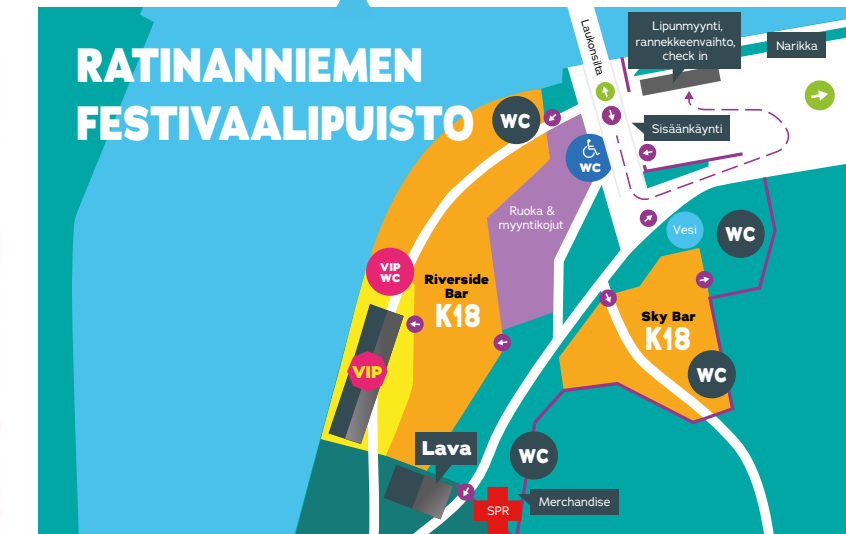 RATINANNIEMEN
FESTIVAALIPUISTO
Laukonsilta
Lipunmyynti,
rannekkeenvaihto,
check in
Narikka
WC
Sisäänkäynti
WC
Ruoka &
myyntikojut
Vesi
WC
VIP
WC
Riverside
Bar
K18
Sky Bar
K18
VIP
WC
Lava
WC
SPR
Merchandise